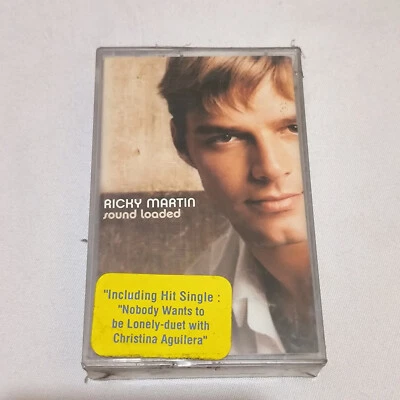 RICKY MARTIN
sound loaded
"Including Hit Single :
"Nobody Wants to
be Lonely-duet with
Christina Aguilera"